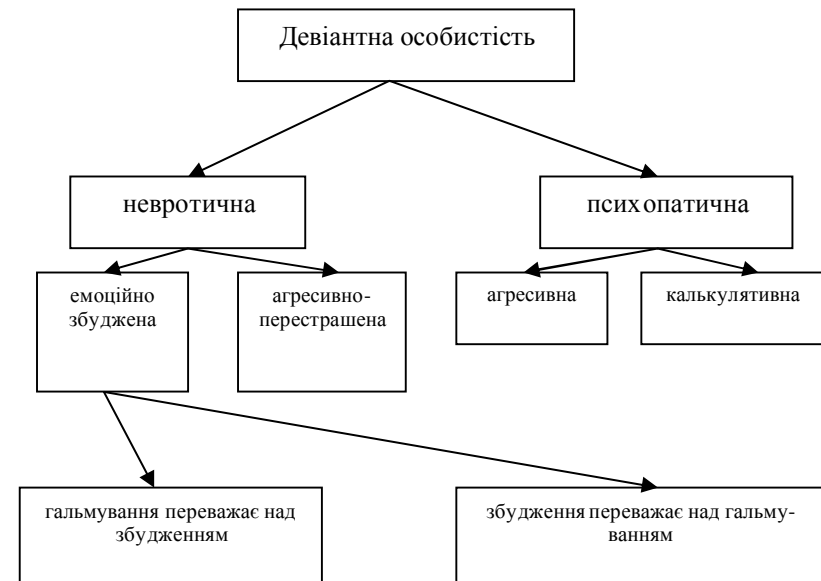 Девіантна особистість
невротична
психопатична
емоційно
збуджена
агресивно-
перестрашена
агресивна
калькулятивна
гальмування переважає над
збудженням
збудження переважає над гальму-
ванням